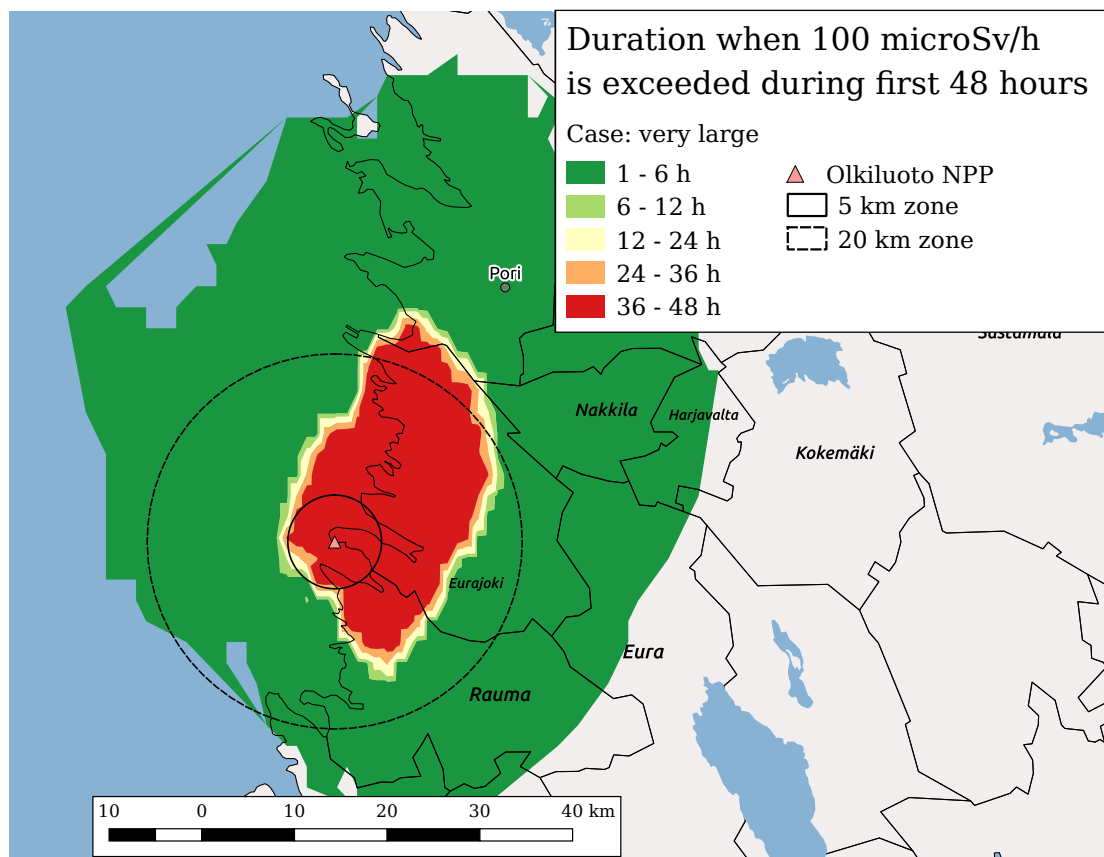 Duration when 100 microSv/h
is exceeded during first 48 hours
Case: very large
1 - 6 h
6 - 12 h
12 - 24 h
24 - 36 h
36 - 48 h
Olkiluoto NPP
5 km zone
20 km zone
Pori
Sastamala
Nakkila
Harjavalta
Kokemäki
Eurajoki
Eura
Rauma
10 0 10 20 30 40 km